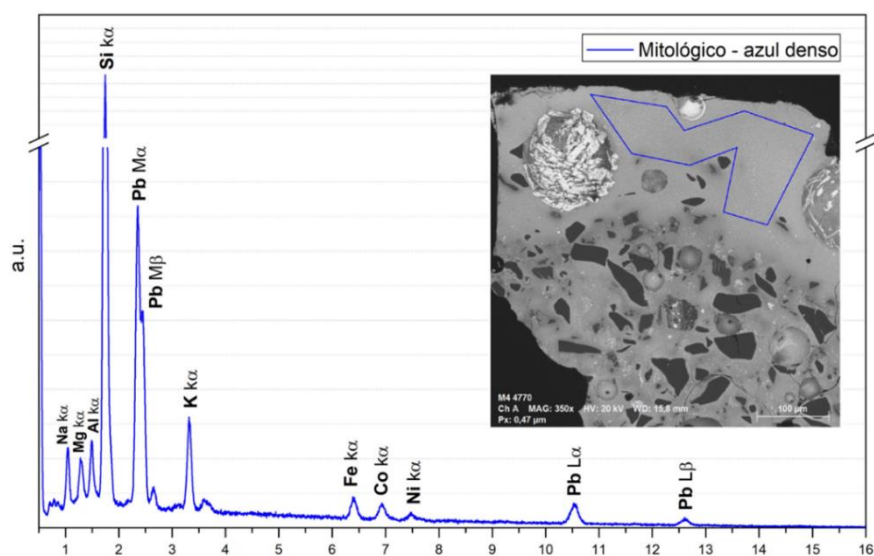 Mitológico - azul denso
Si kα
Pb Mα
Pb Mβ
a.u.
K kα
Na kα
Mg kα
Al kα
Fe kα
Co kα
Ni kα
Pb Lα
Pb Lβ
M4 4770
Ch A MAG: 350x HV: 20 kV WD: 15,8 mm
Px: 0,47 µm
100 µm
1 2 3 4 5 6 7 8 9 10 11 12 13 14 15 16